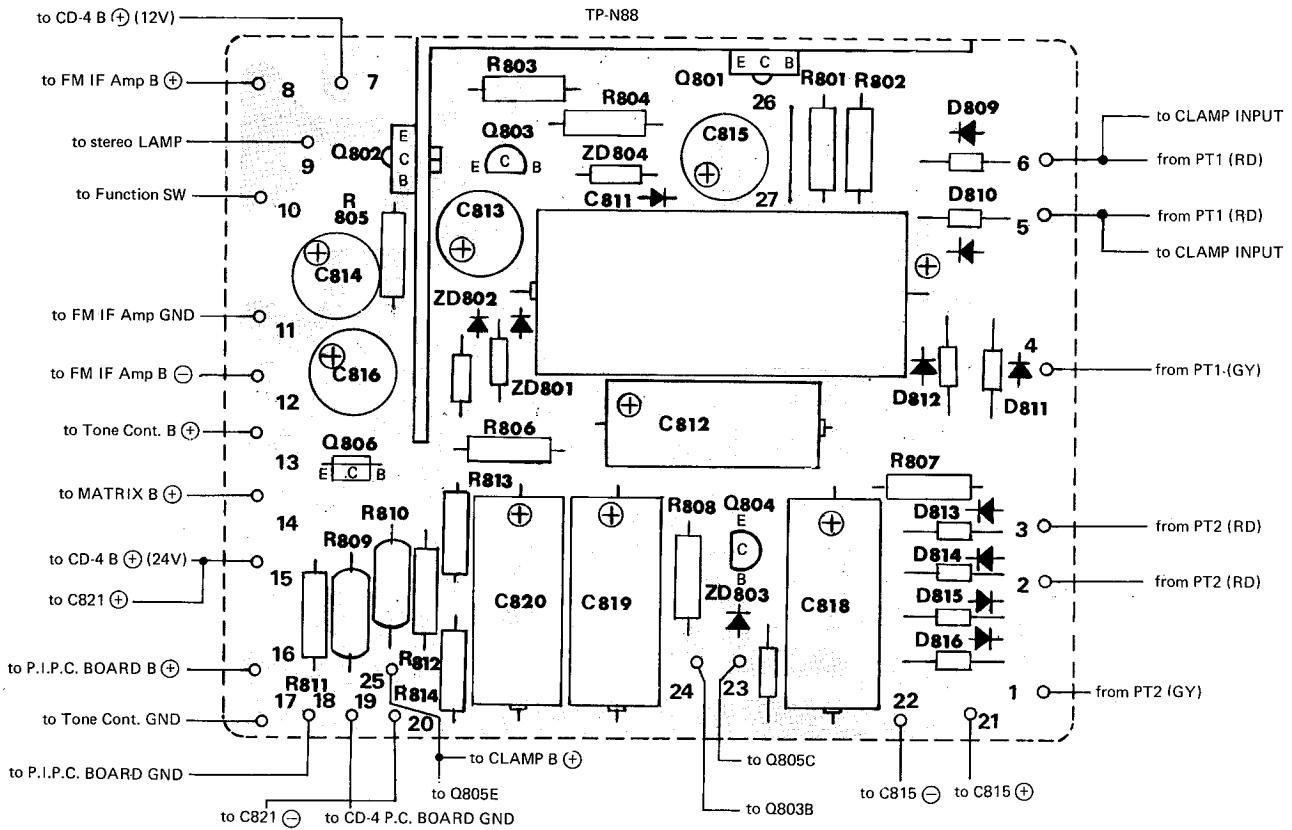 TP-N88
to CD-4 B ⊕ (12V)
to FM IF Amp B ⊕
8
7
to stereo LAMP
9
to Function SW
10
to FM IF Amp GND
11
to FM IF Amp B ⊖
12
to Tone Cont. B ⊕
13
to MATRIX B ⊕
14
to CD-4 B ⊕ (24V)
15
to C821 ⊕
to P.I.P.C. BOARD B ⊕
16
to Tone Cont. GND
17
18
19
20
25
to P.I.P.C. BOARD GND
to C821 ⊖
to CD-4 P.C. BOARD GND
to Q805E
to CLAMP B ⊕
R803
R804
Q801
E C B
26
R801
R802
D809
6
to CLAMP INPUT
from PT1 (RD)
Q802
E
C
B
Q803
E C B
ZD804
C815
⊕
C811
27
D810
5
from PT1 (RD)
to CLAMP INPUT
R
805
C813
⊕
⊕
C814
⊕
ZD802
ZD801
⊕
C816
4
from PT1 (GY)
D812
D811
⊕
C812
R806
Q806
E C B
R807
R813
R810
R809
⊕
C820
⊕
C819
R808
Q804
E
C
B
ZD803
⊕
C818
D813
3
from PT2 (RD)
D814
2
from PT2 (RD)
D815
D816
R811
R812
R814
24
23
22
21
1
from PT2 (GY)
to Q805C
to Q803B
to C815 ⊖
to C815 ⊕